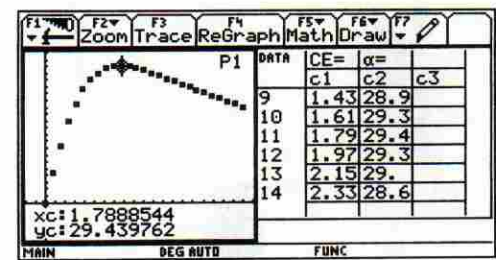 F1 F2 F3 F4 F5 F6 F7
Zoom Trace ReGraph Math Draw
P1
DATA CE= α=
c1 c2 c3
9 1.43 28.9
10 1.61 29.3
11 1.79 29.4
12 1.97 29.3
13 2.15 29.
14 2.33 28.6
xc:1.7888544
yc:29.439762
MAIN DEG AUTO FUNC